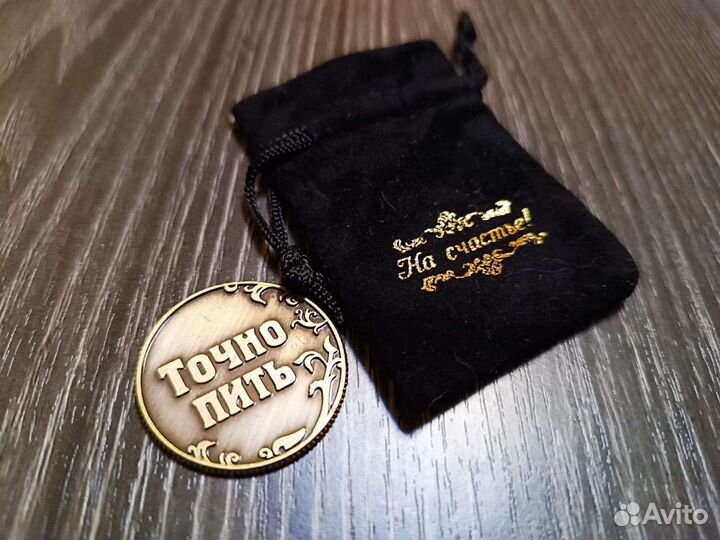 На счастье!
Точно
пить
Avito